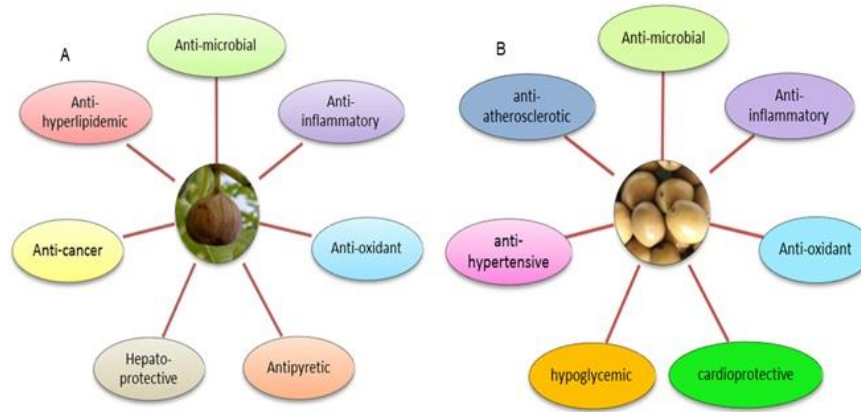 A
Anti-microbial
Anti-
hyperlipidemic
Anti-
inflammatory
Anti-cancer
Anti-oxidant
Hepato-
protective
Antipyretic
B
Anti-microbial
anti-
atherosclerotic
Anti-
inflammatory
anti-
hypertensive
Anti-oxidant
hypoglycemic
cardioprotective